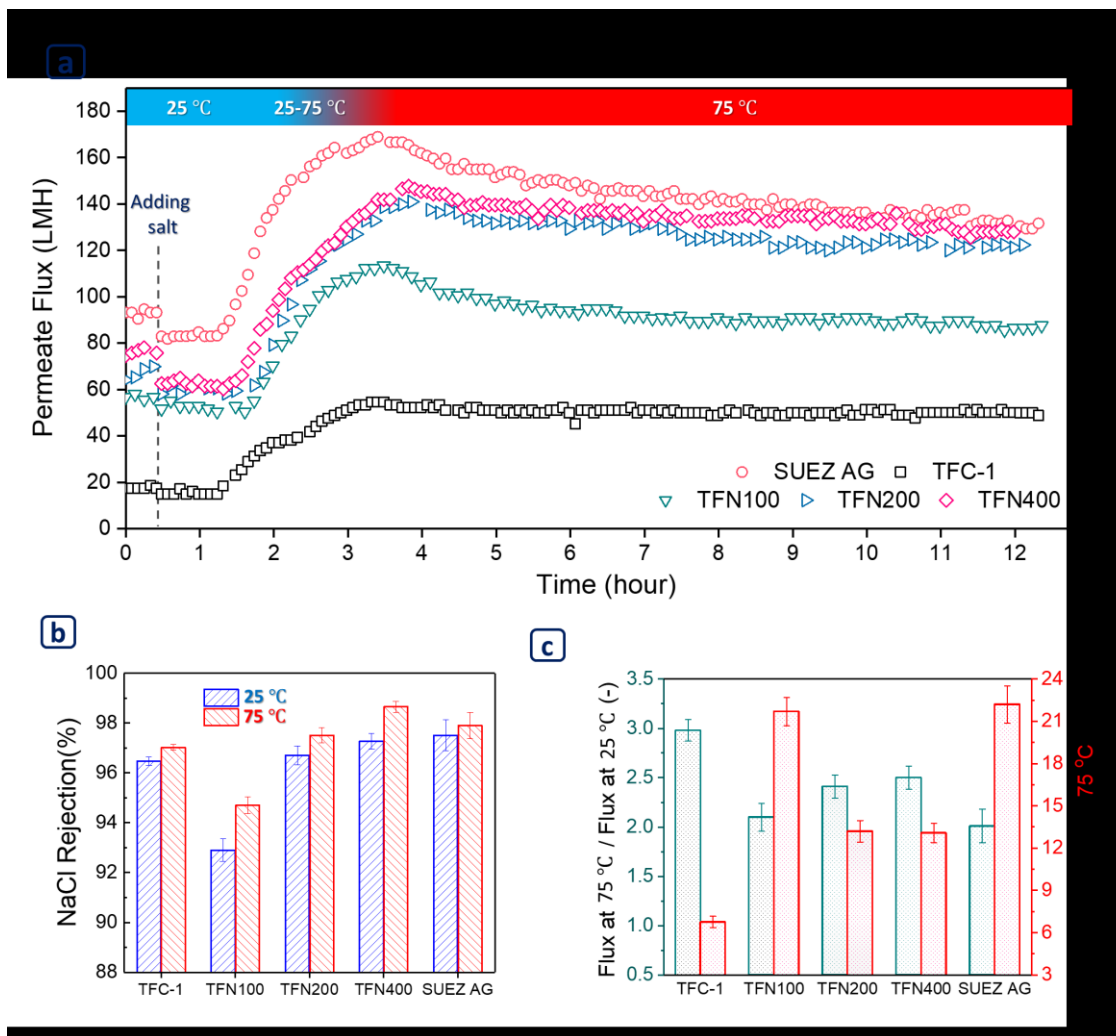 a
25 ℃ 25-75 ℃ 75 ℃
180
160
140
120
100
80
60
40
20
0
Permeate Flux (LMH)
Adding
salt
SUEZ AG TFC-1
TFN100 TFN200 TFN400
0 1 2 3 4 5 6 7 8 9 10 11 12
Time (hour)
b
100
98
96
94
92
90
88
NaCl Rejection(%)
25 ℃
75 ℃
TFC-1 TFN100 TFN200 TFN400 SUEZ AG
c
3.5
3.0
2.5
2.0
1.5
1.0
0.5
Flux at 75 ℃ / Flux at 25 ℃ (-)
24
21
18
15
12
9
6
3
75 °C
TFC-1 TFN100 TFN200 TFN400 SUEZ AG